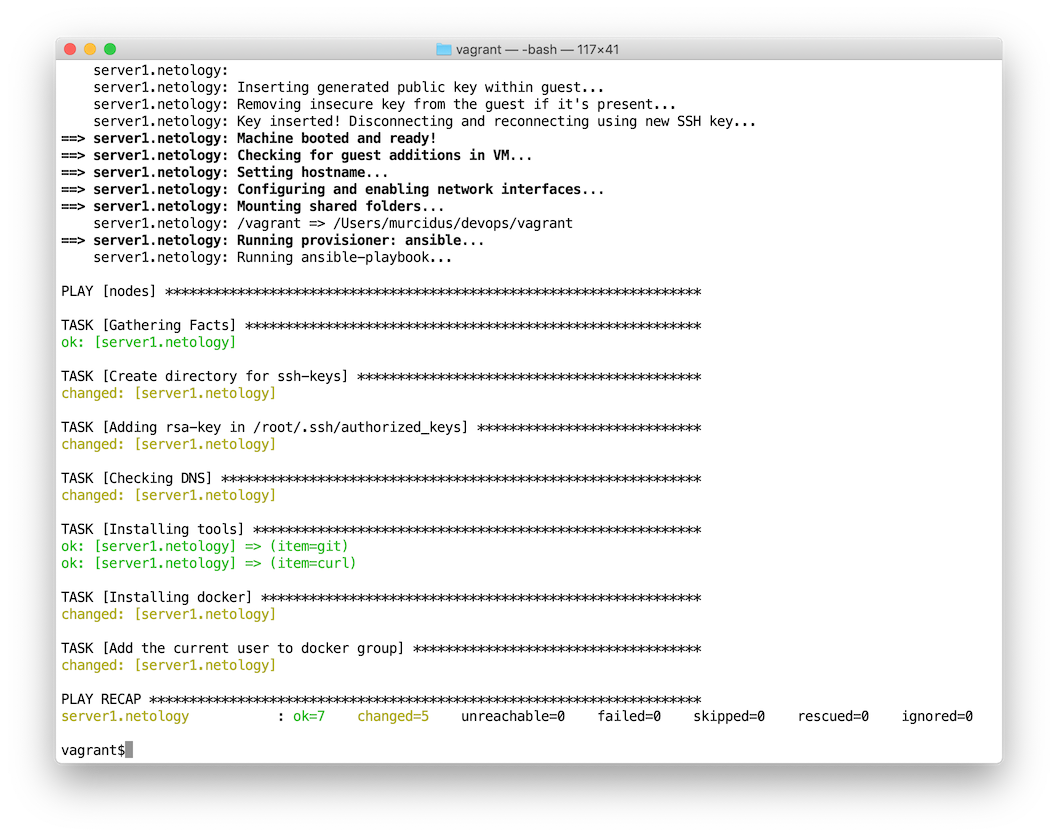 vagrant — -bash — 117×41
server1.netology:
server1.netology: Inserting generated public key within guest...
server1.netology: Removing insecure key from the guest if it's present...
server1.netology: Key inserted! Disconnecting and reconnecting using new SSH key...
==> server1.netology: Machine booted and ready!
==> server1.netology: Checking for guest additions in VM...
==> server1.netology: Setting hostname...
==> server1.netology: Configuring and enabling network interfaces...
==> server1.netology: Mounting shared folders...
server1.netology: /vagrant => /Users/murcidus/devops/vagrant
==> server1.netology: Running provisioner: ansible...
server1.netology: Running ansible-playbook...
PLAY [nodes] *******************************************************************
TASK [Gathering Facts] *********************************************************
ok: [server1.netology]
TASK [Create directory for ssh-keys] *******************************************
changed: [server1.netology]
TASK [Adding rsa-key in /root/.ssh/authorized_keys] ****************************
changed: [server1.netology]
TASK [Checking DNS] ************************************************************
changed: [server1.netology]
TASK [Installing tools] ********************************************************
ok: [server1.netology] => (item=git)
ok: [server1.netology] => (item=curl)
TASK [Installing docker] *******************************************************
changed: [server1.netology]
TASK [Add the current user to docker group] ************************************
changed: [server1.netology]
PLAY RECAP *********************************************************************
server1.netology : ok=7 changed=5 unreachable=0 failed=0 skipped=0 rescued=0 ignored=0
vagrant$